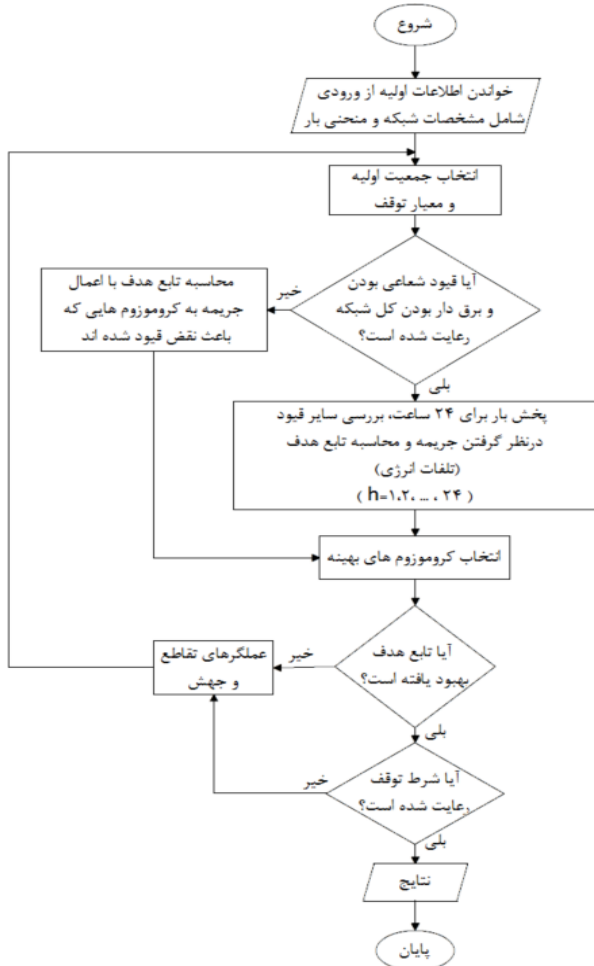 شروع
خواندن اطلاعات اولیه از ورودی
شامل مشخصات شبکه و منحنی بار
انتخاب جمعیت اولیه
و معیار توقف
آیا قیود شعاعی بودن
و برق دار بودن کل شبکه
رعایت شده است؟
خیر
محاسبه تابع هدف با اعمال
جریمه به کروموزوم هایی که
باعث نقض قیود شده اند
بلی
پخش بار برای ۲۴ ساعت، بررسی سایر قیود
درنظر گرفتن جریمه و محاسبه تابع هدف
(تلفات انرژی)
( h=۱،۲، ... ، ۲۴ )
انتخاب کروموزوم های بهینه
آیا تابع هدف
بهبود یافته است؟
خیر
عملگرهای تقاطع
و جهش
بلی
آیا شرط توقف
رعایت شده است؟
خیر
بلی
نتایج
پایان